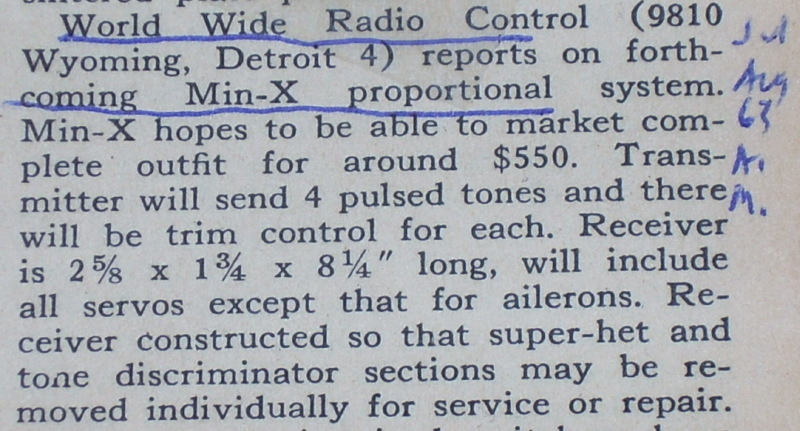 World Wide Radio Control (9810
Wyoming, Detroit 4) reports on forth-
coming Min-X proportional system.
Min-X hopes to be able to market com-
plete outfit for around $550. Trans-
mitter will send 4 pulsed tones and there
will be trim control for each. Receiver
is 2⅝ x 1¾ x 8¼" long, will include
all servos except that for ailerons. Re-
ceiver constructed so that super-het and
tone discriminator sections may be re-
moved individually for service or repair.
Jul
Aug
63
A.
M.